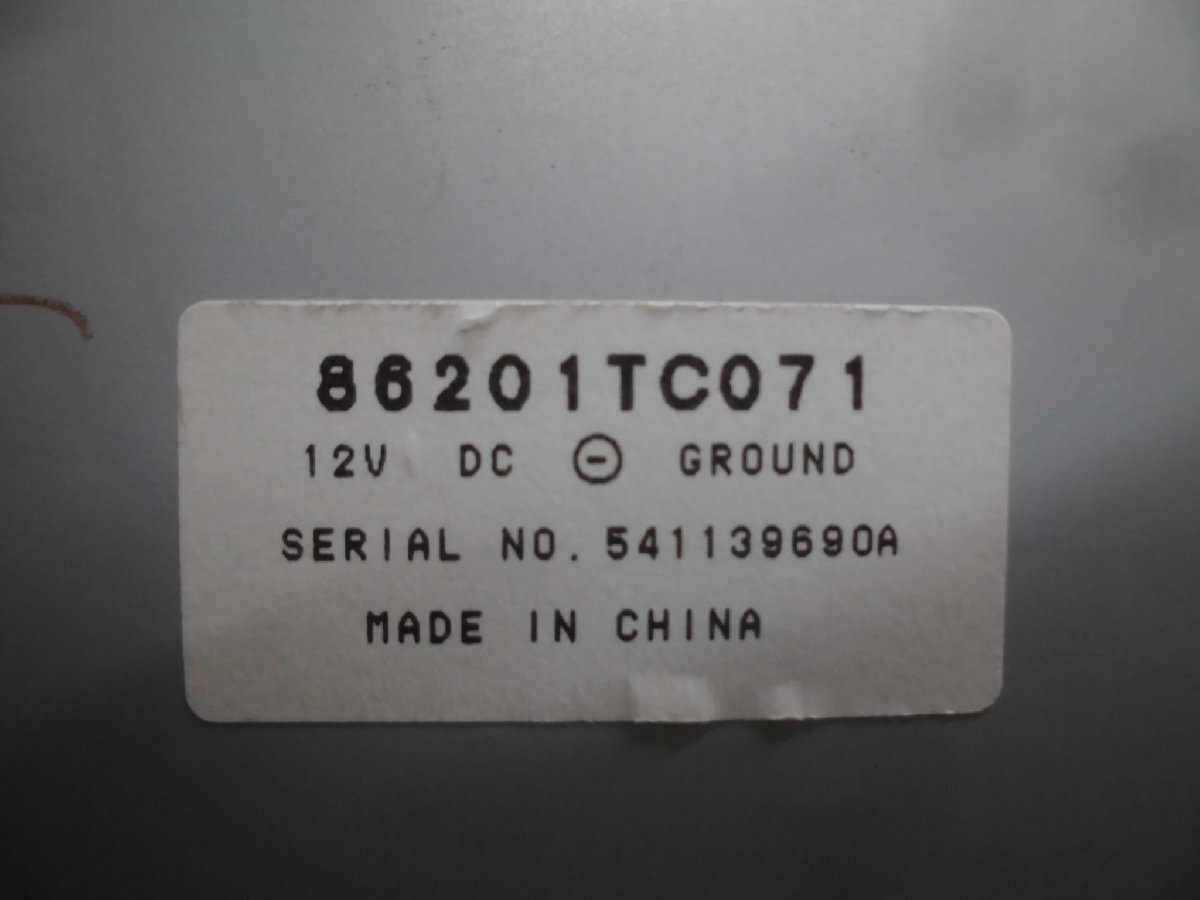 86201TC071
12V DC ⊖ GROUND
SERIAL NO. 541139690A
MADE IN CHINA